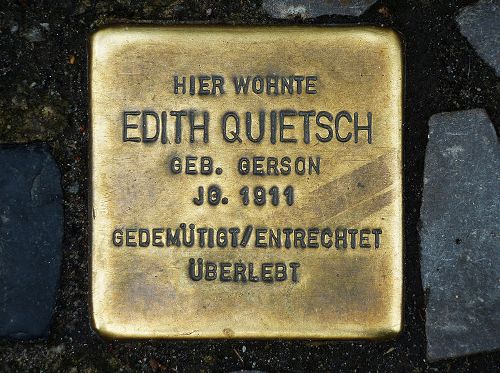 HIER WOHNTE
EDITH QUIETSCH
GEB. GERSON
JG. 1911
GEDEMÜTIGT/ENTRECHTET
ÜBERLEBT